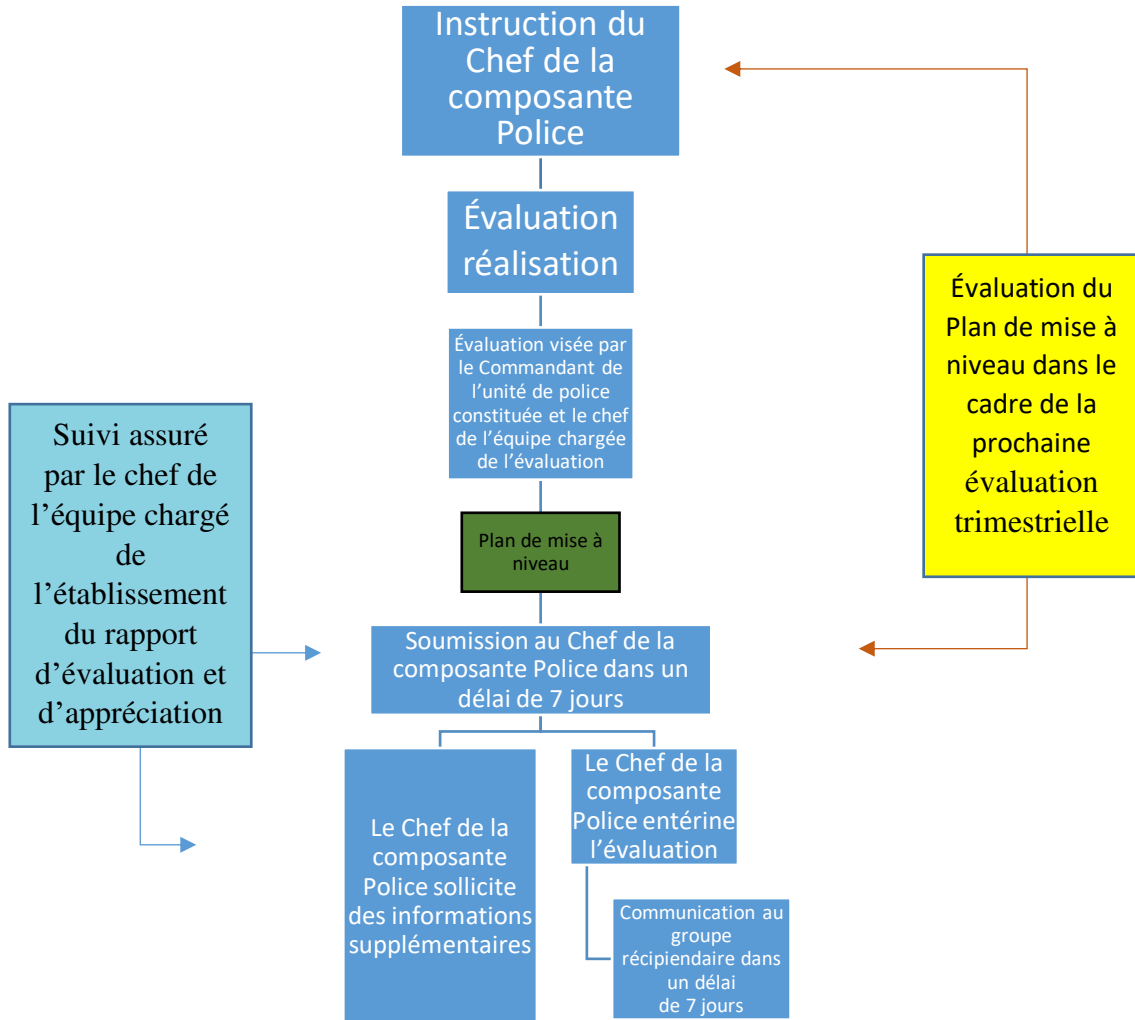 Instruction du
Chef de la
composante
Police
Évaluation
réalisation
Évaluation visée par
le Commandant de
l’unité de police
constituée et le chef
de l’équipe chargée
de l’évaluation
Plan de mise à
niveau
Soumission au Chef de la
composante Police dans un
délai de 7 jours
Le Chef de la
composante
Police sollicite
des informations
supplémentaires
Le Chef de la
composante
Police entérine
l’évaluation
Communication au
groupe
récipiendaire dans
un délai
de 7 jours
Suivi assuré
par le chef de
l’équipe chargé
de
l’établissement
du rapport
d’évaluation et
d’appréciation
Évaluation du
Plan de mise à
niveau dans le
cadre de la
prochaine
évaluation
trimestrielle